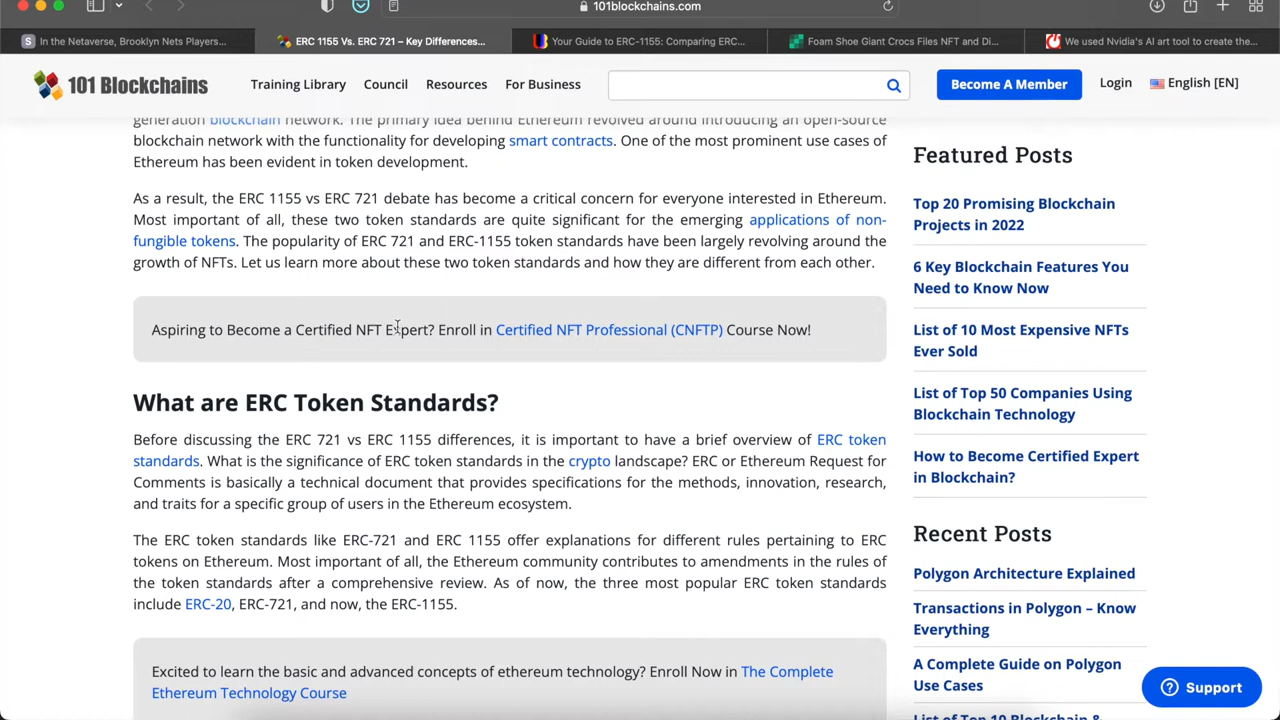 101blockchains.com
In the Netaverse, Brooklyn Nets Players...
ERC 1155 Vs. ERC 721 – Key Differences...
Your Guide to ERC-1155: Comparing ERC...
Foam Shoe Giant Crocs Files NFT and Di...
We used Nvidia's AI art tool to create the...
101 Blockchains
Training Library
Council
Resources
For Business
Become A Member
Login
English [EN]
generation blockchain network. The primary idea behind Ethereum revolved around introducing an open-source
blockchain network with the functionality for developing smart contracts. One of the most prominent use cases of
Ethereum has been evident in token development.
As a result, the ERC 1155 vs ERC 721 debate has become a critical concern for everyone interested in Ethereum.
Most important of all, these two token standards are quite significant for the emerging applications of non-
fungible tokens. The popularity of ERC 721 and ERC-1155 token standards have been largely revolving around the
growth of NFTs. Let us learn more about these two token standards and how they are different from each other.
Aspiring to Become a Certified NFT Expert? Enroll in Certified NFT Professional (CNFTP) Course Now!
What are ERC Token Standards?
Before discussing the ERC 721 vs ERC 1155 differences, it is important to have a brief overview of ERC token
standards. What is the significance of ERC token standards in the crypto landscape? ERC or Ethereum Request for
Comments is basically a technical document that provides specifications for the methods, innovation, research,
and traits for a specific group of users in the Ethereum ecosystem.
The ERC token standards like ERC-721 and ERC 1155 offer explanations for different rules pertaining to ERC
tokens on Ethereum. Most important of all, the Ethereum community contributes to amendments in the rules of
the token standards after a comprehensive review. As of now, the three most popular ERC token standards
include ERC-20, ERC-721, and now, the ERC-1155.
Excited to learn the basic and advanced concepts of ethereum technology? Enroll Now in The Complete
Ethereum Technology Course
Featured Posts
Top 20 Promising Blockchain
Projects in 2022
6 Key Blockchain Features You
Need to Know Now
List of 10 Most Expensive NFTs
Ever Sold
List of Top 50 Companies Using
Blockchain Technology
How to Become Certified Expert
in Blockchain?
Recent Posts
Polygon Architecture Explained
Transactions in Polygon – Know
Everything
A Complete Guide on Polygon
Use Cases
List of Top 10 Blockchain &
Support